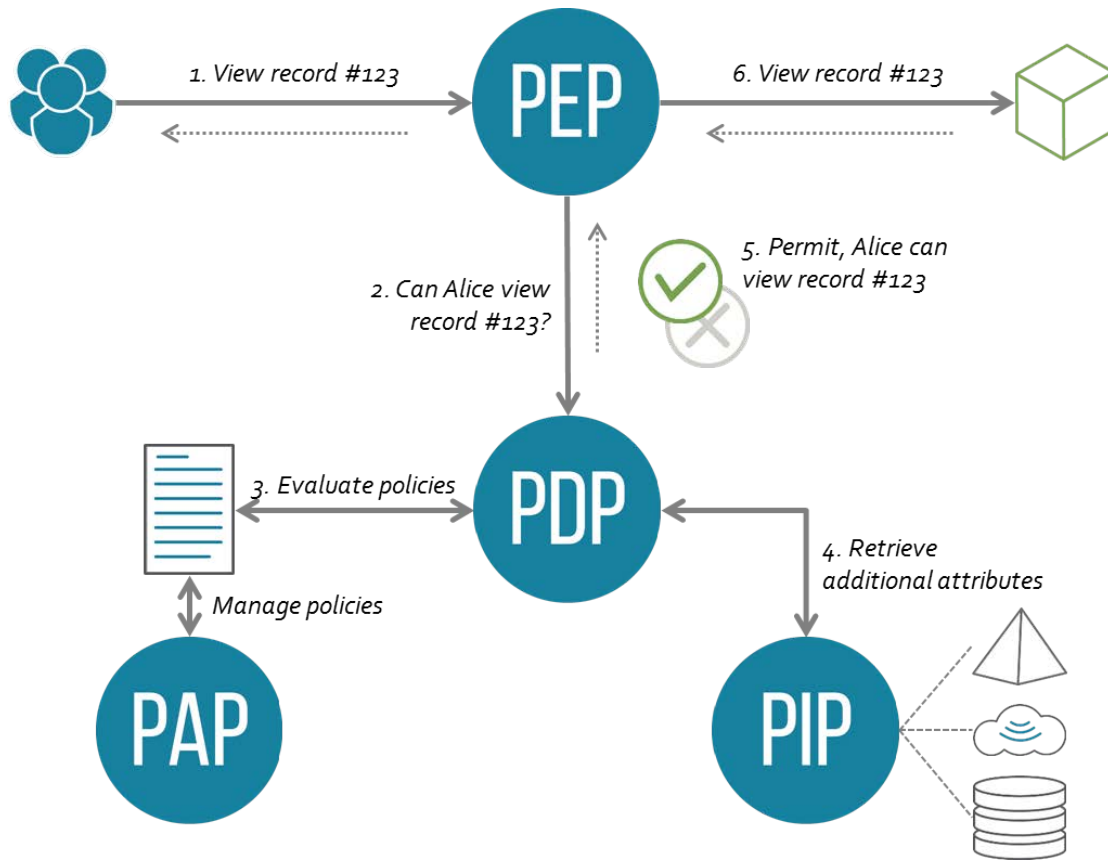 1. View record #123
PEP
6. View record #123
2. Can Alice view
record #123?
5. Permit, Alice can
view record #123
3. Evaluate policies
PDP
4. Retrieve
additional attributes
Manage policies
PAP
PIP